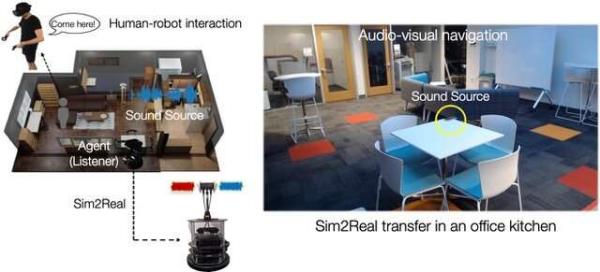 Come here!
Human-robot interaction
Sound Source
Agent
(Listener)
Sim2Real
Audio-visual navigation
Sound Source
Sim2Real transfer in an office kitchen